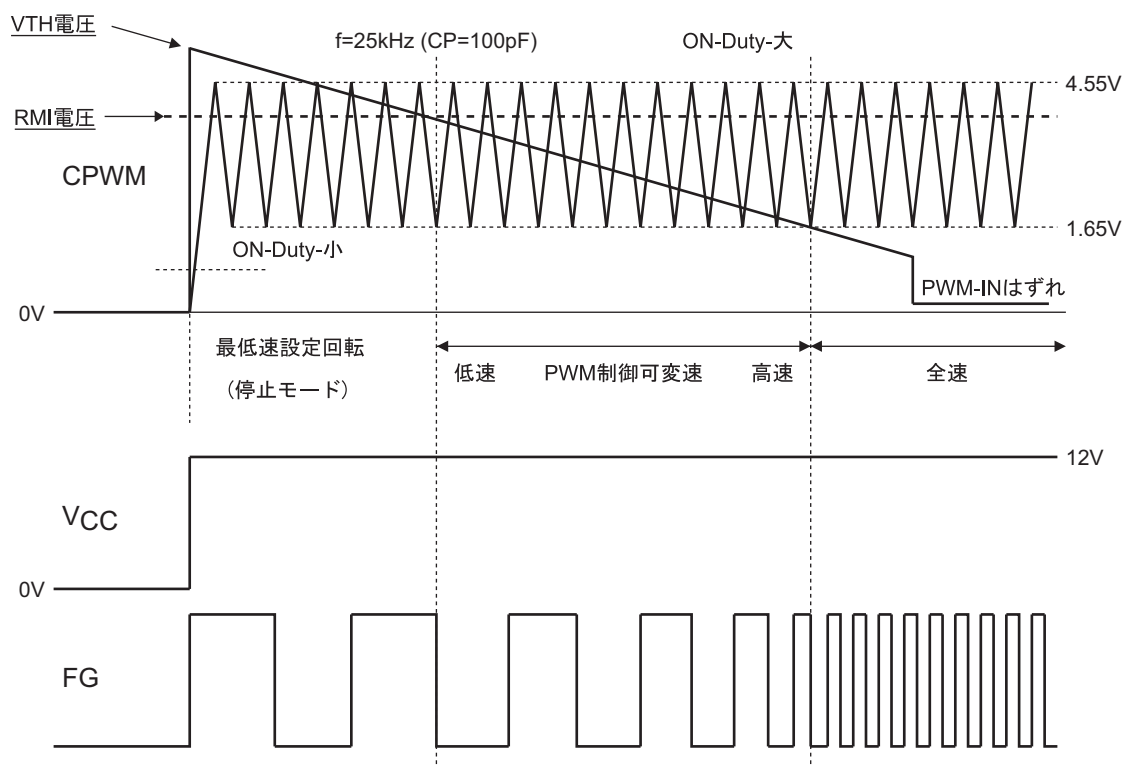 VTH電圧
f=25kHz (CP=100pF)
ON-Duty-大
4.55V
RMI電圧
CPWM
1.65V
ON-Duty-小
PWM-INはずれ
0V
最低速設定回転
(停止モード)
低速
PWM制御可変速
高速
全速
12V
VCC
0V
FG